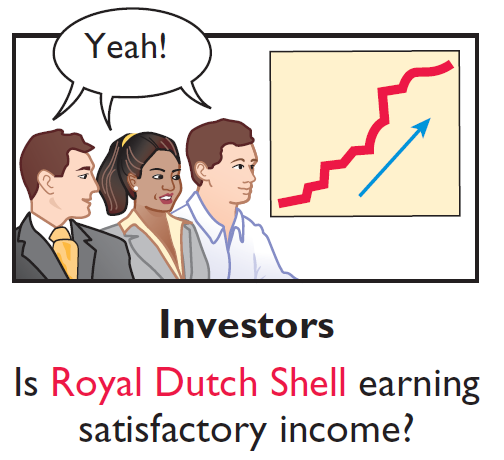 Yeah!
Investors
Is Royal Dutch Shell earning
satisfactory income?